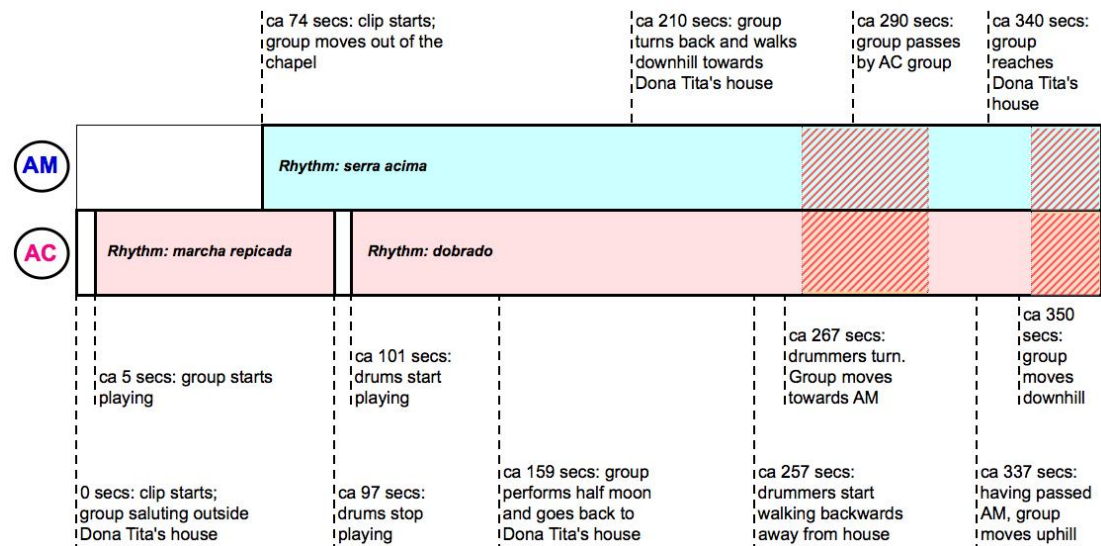 ca 74 secs: clip starts;
group moves out of the
chapel
ca 210 secs: group
turns back and walks
downhill towards
Dona Tita's house
ca 290 secs:
group passes
by AC group
ca 340 secs:
group
reaches
Dona Tita's
house
AM
Rhythm: serra acima
AC
Rhythm: marcha repicada
Rhythm: dobrado
ca 5 secs: group starts
playing
ca 101 secs:
drums start
playing
ca 267 secs:
drummers turn.
Group moves
towards AM
ca 350
secs:
group
moves
downhill
0 secs: clip starts;
group saluting outside
Dona Tita's house
ca 97 secs:
drums stop
playing
ca 159 secs: group
performs half moon
and goes back to
Dona Tita's house
ca 257 secs:
drummers start
walking backwards
away from house
ca 337 secs:
having passed
AM, group
moves uphill